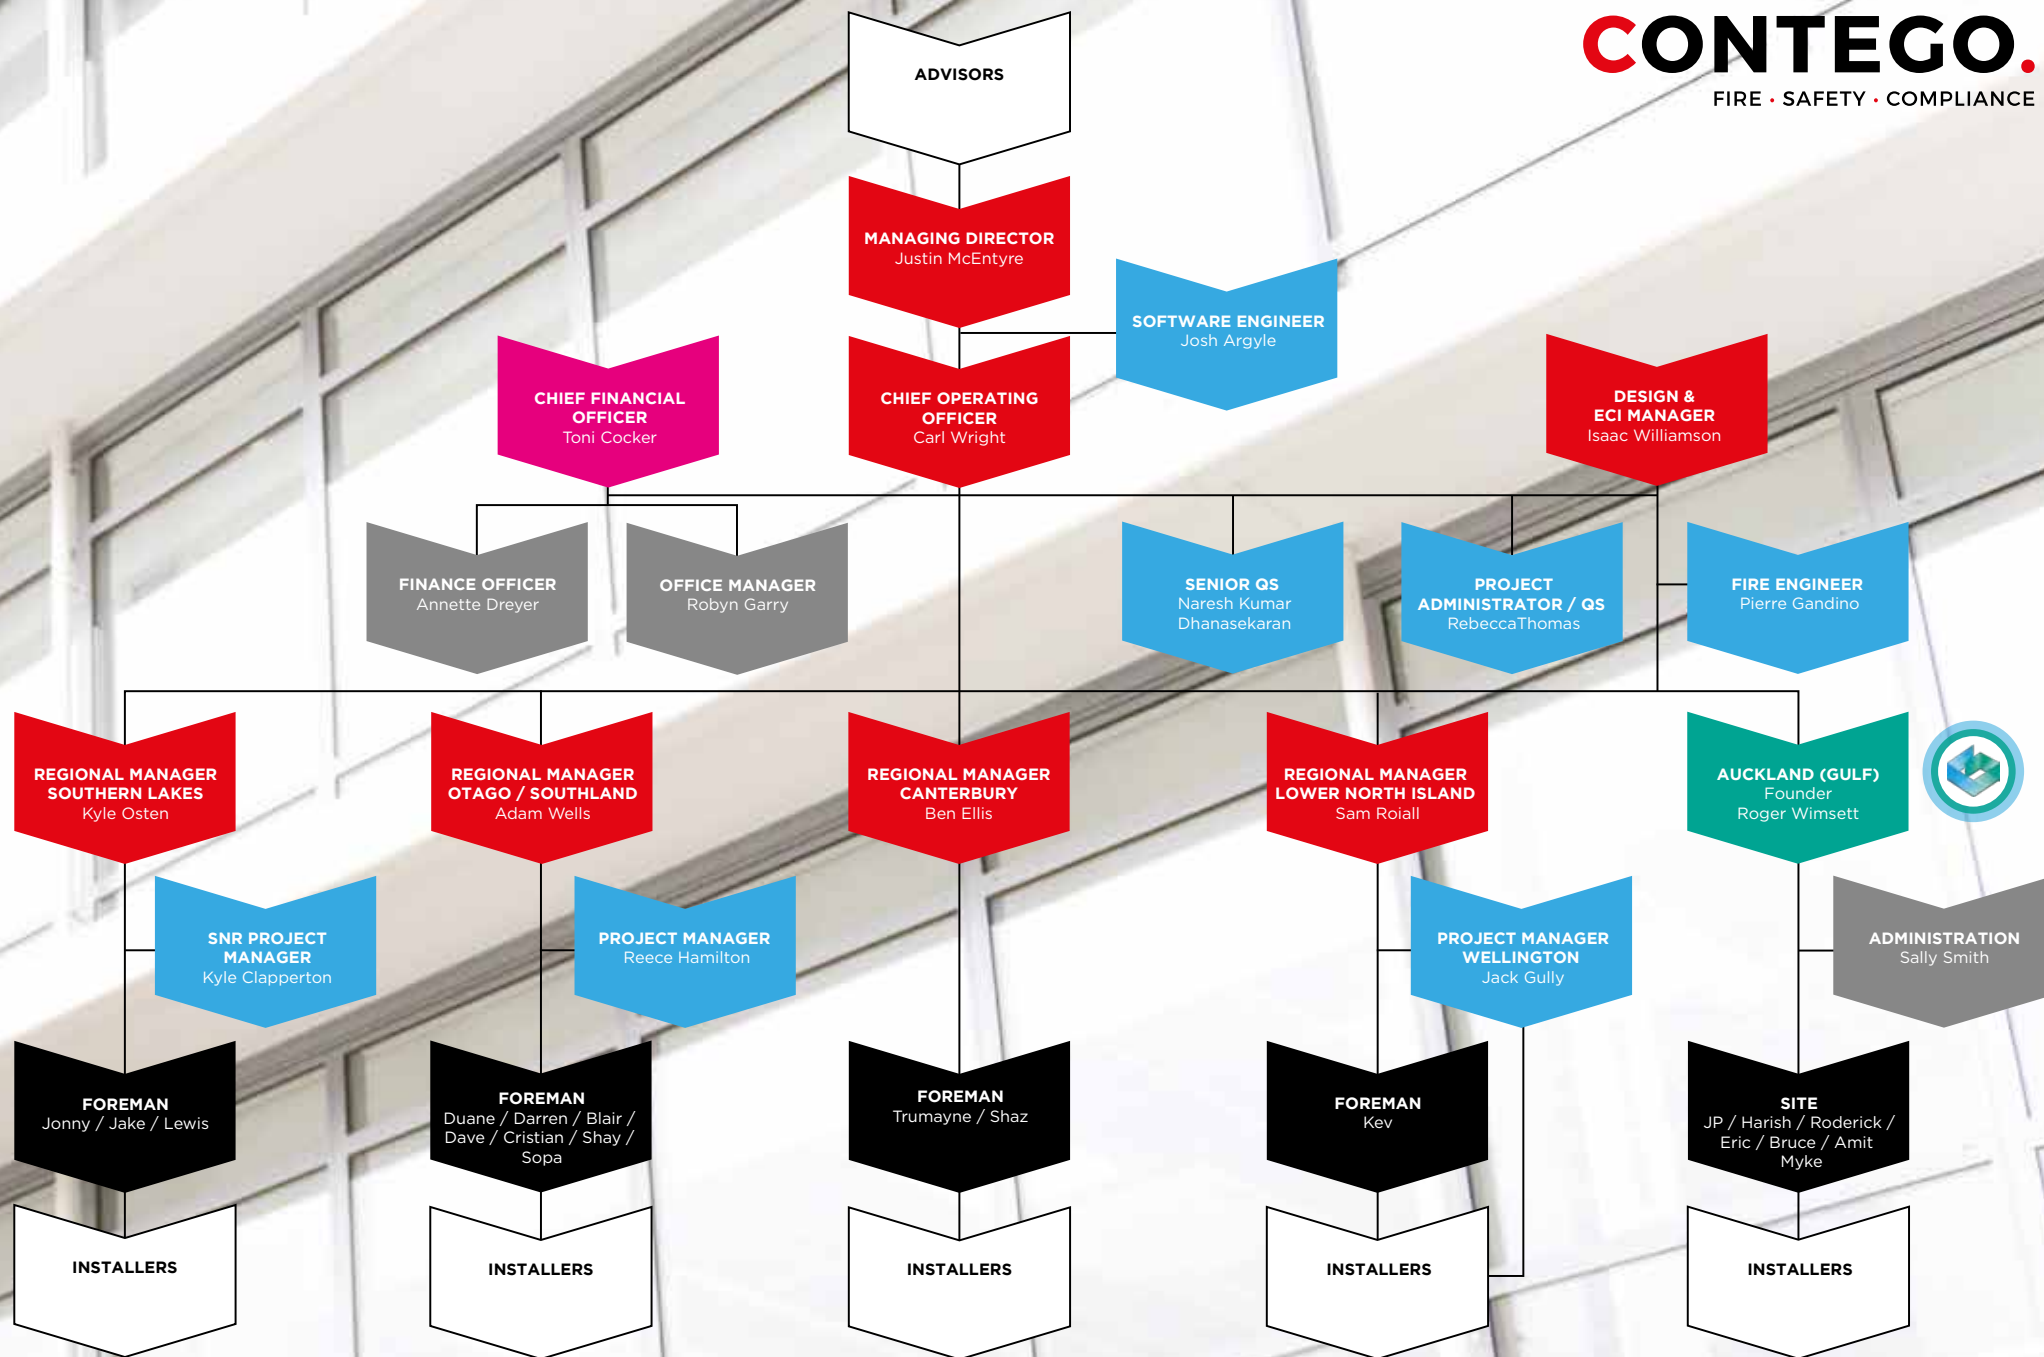 CONTEGO.
FIRE · SAFETY · COMPLIANCE
ADVISORS
MANAGING DIRECTOR
Justin McEntyre
SOFTWARE ENGINEER
Josh Argyle
CHIEF FINANCIAL
OFFICER
Toni Cocker
CHIEF OPERATING
OFFICER
Carl Wright
DESIGN &
ECI MANAGER
Isaac Williamson
FINANCE OFFICER
Annette Dreyer
OFFICE MANAGER
Robyn Garry
SENIOR QS
Naresh Kumar
Dhanasekaran
PROJECT
ADMINISTRATOR / QS
RebeccaThomas
FIRE ENGINEER
Pierre Gandino
REGIONAL MANAGER
SOUTHERN LAKES
Kyle Osten
REGIONAL MANAGER
OTAGO / SOUTHLAND
Adam Wells
REGIONAL MANAGER
CANTERBURY
Ben Ellis
REGIONAL MANAGER
LOWER NORTH ISLAND
Sam Roiall
AUCKLAND (GULF)
Founder
Roger Wimsett
SNR PROJECT
MANAGER
Kyle Clapperton
PROJECT MANAGER
Reece Hamilton
PROJECT MANAGER
WELLINGTON
Jack Gully
ADMINISTRATION
Sally Smith
FOREMAN
Jonny / Jake / Lewis
FOREMAN
Duane / Darren / Blair /
Dave / Cristian / Shay /
Sopa
FOREMAN
Trumayne / Shaz
FOREMAN
Kev
SITE
JP / Harish / Roderick /
Eric / Bruce / Amit
Myke
INSTALLERS
INSTALLERS
INSTALLERS
INSTALLERS
INSTALLERS